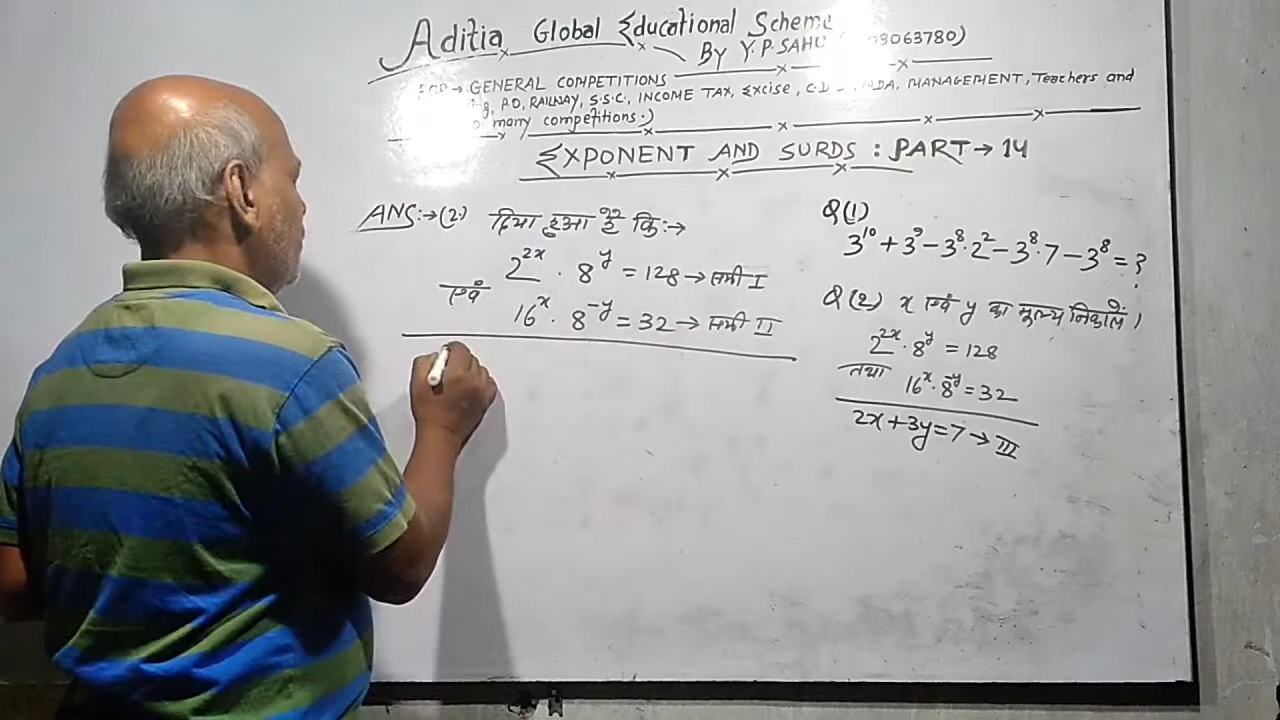 Aditia Global Educational Scheme
By Y.P. SAHU 3063780)
GENERAL COMPETITIONS
P.O, RAILWAY, S.S.C., INCOME TAX, Excise, C.D NDA, MANAGEMENT, Teachers and
many competitions.)
EXPONENT AND SURDS : PART → 14
ANS:→(2.) दिया हुआ है कि:→
2^{2x} . 8^y = 128 → समी I
एवं
16^x . 8^{-y} = 32 → समी II
Q(1)
3^{10} + 3^9 - 3^8 . 2^2 - 3^8 . 7 - 3^8 = ?
Q(2) x एवं y का मूल्य निकालें।
2^{2x} . 8^y = 128
तथा
16^x . 8^{-y} = 32
2x + 3y = 7 → III